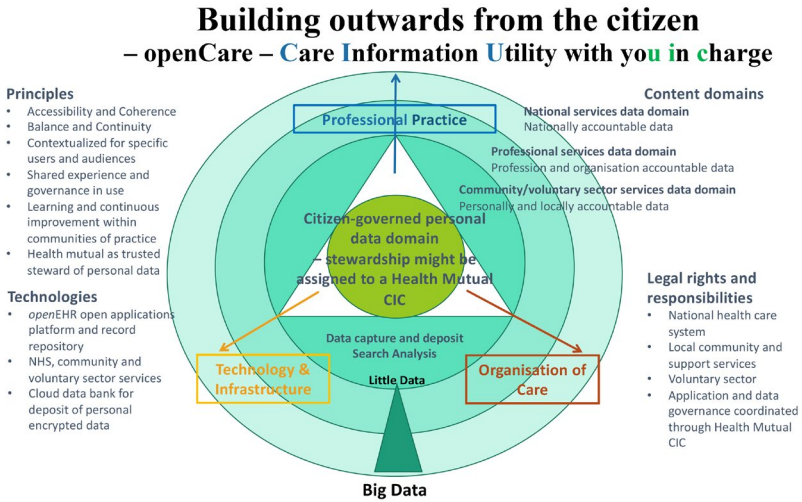 Building outwards from the citizen
– openCare – Care Information Utility with you in charge
Principles
• Accessibility and Coherence
• Balance and Continuity
• Contextualized for specific
users and audiences
• Shared experience and
governance in use
• Learning and continuous
improvement within
communities of practice
• Health mutual as trusted
steward of personal data
Technologies
• openEHR open applications
platform and record
repository
• NHS, community and
voluntary sector services
• Cloud data bank for
deposit of personal
encrypted data
Professional Practice
Citizen-governed personal
data domain
– stewardship might be
assigned to a Health Mutual
CIC
Data capture and deposit
Search Analysis
Technology &
Infrastructure
Organisation of
Care
Little Data
Big Data
Content domains
National services data domain
Nationally accountable data
Professional services data domain
Profession and organisation accountable data
Community/voluntary sector services data domain
Personally and locally accountable data
Legal rights and
responsibilities
• National health care
system
• Local community and
support services
• Voluntary sector
• Application and data
governance coordinated
through Health Mutual
CIC